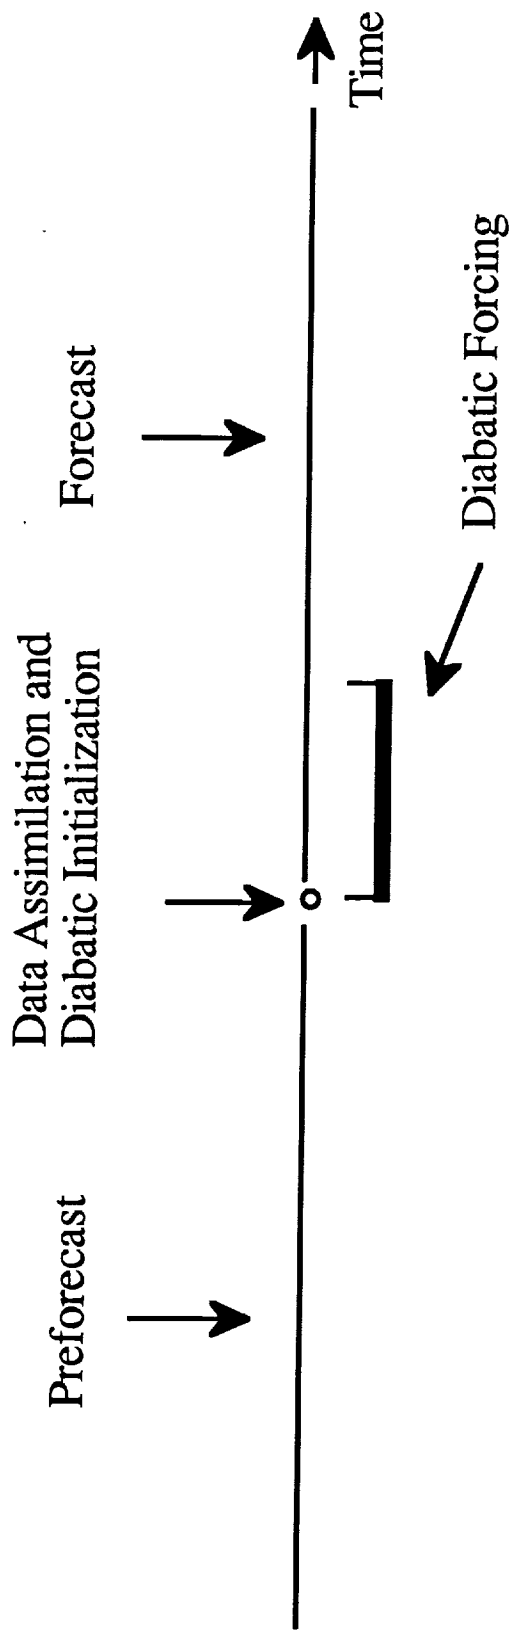 Preforecast
Data Assimilation and
Diabatic Initialization
Forecast
Time
Diabatic Forcing